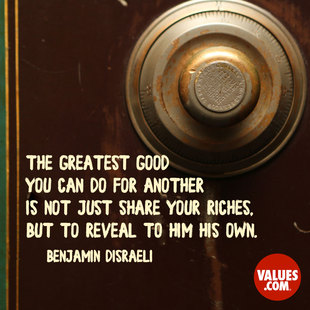 THE GREATEST GOOD
YOU CAN DO FOR ANOTHER
IS NOT JUST SHARE YOUR RICHES,
BUT TO REVEAL TO HIM HIS OWN.
BENJAMIN DISRAELI
VALUES
.COM